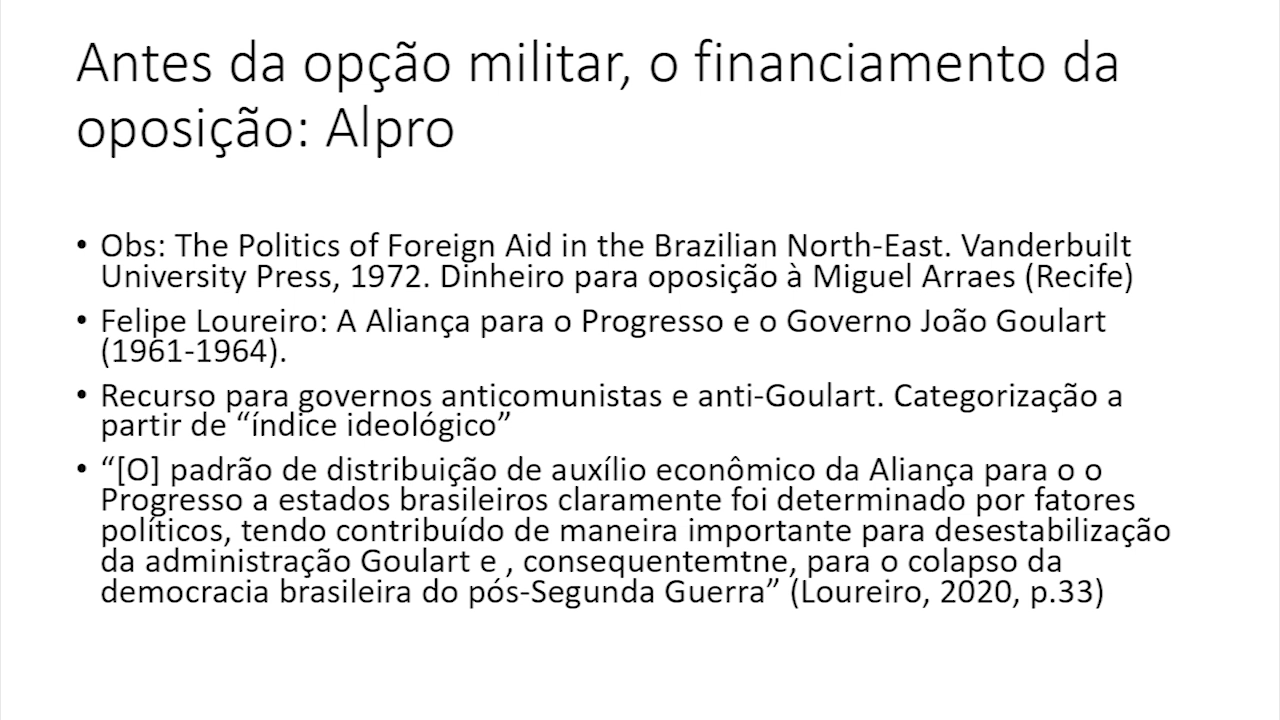 Antes da opção militar, o financiamento da
oposição: Alpro
• Obs: The Politics of Foreign Aid in the Brazilian North-East. Vanderbuilt
University Press, 1972. Dinheiro para oposição à Miguel Arraes (Recife)
• Felipe Loureiro: A Aliança para o Progresso e o Governo João Goulart
(1961-1964).
• Recurso para governos anticomunistas e anti-Goulart. Categorização a
partir de “índice ideológico”
• “[O] padrão de distribuição de auxílio econômico da Aliança para o o
Progresso a estados brasileiros claramente foi determinado por fatores
políticos, tendo contribuído de maneira importante para desestabilização
da administração Goulart e , consequentemtne, para o colapso da
democracia brasileira do pós-Segunda Guerra” (Loureiro, 2020, p.33)